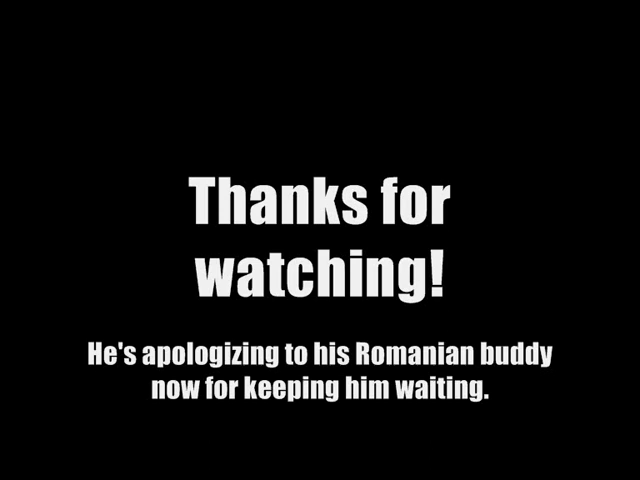 Thanks for
watching!
He's apologizing to his Romanian buddy
now for keeping him waiting.